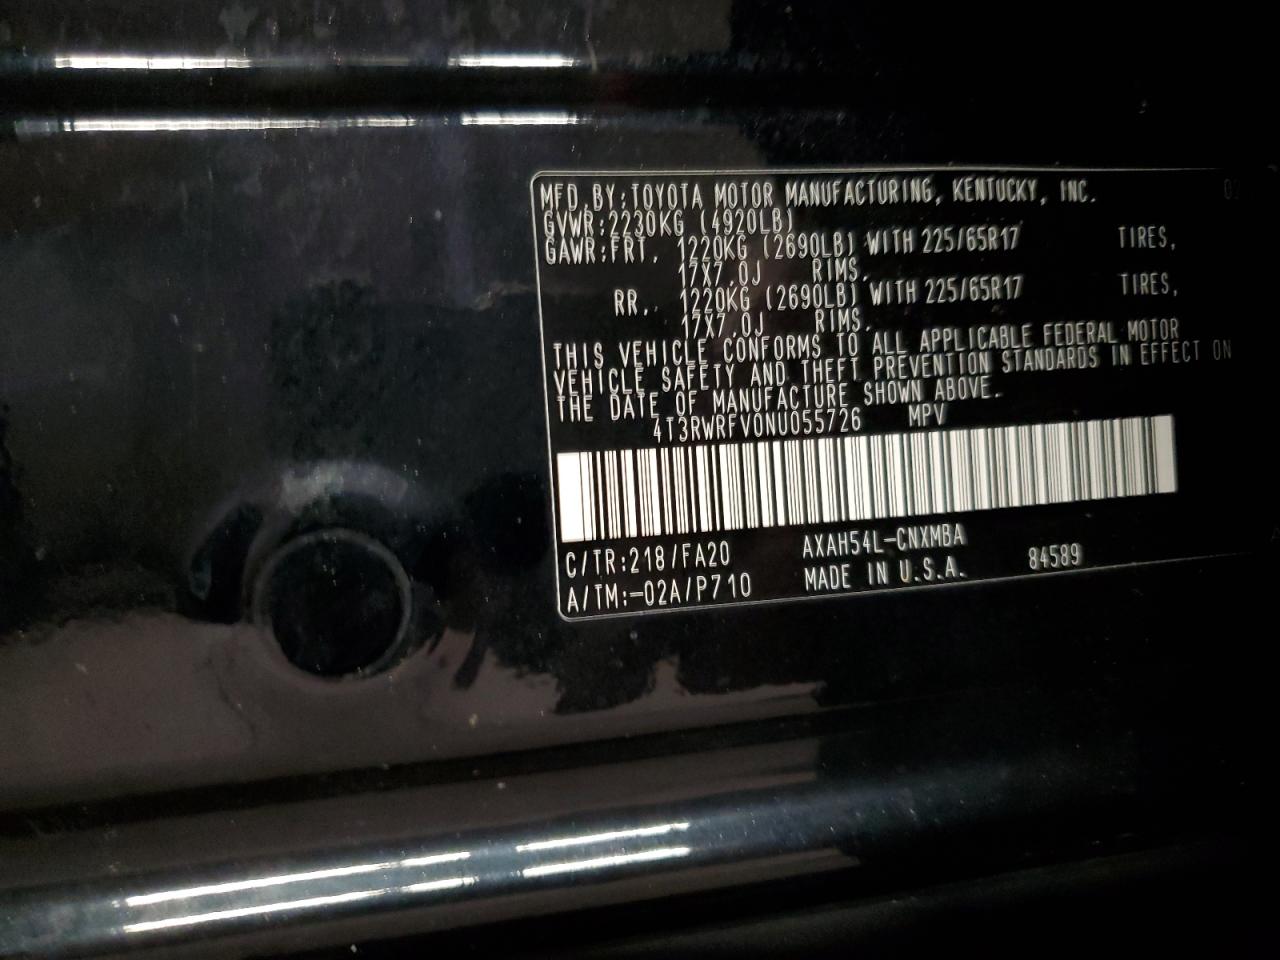 MFD.BY:TOYOTA MOTOR MANUFACTURING, KENTUCKY, INC.
GVWR:2230KG (4920LB)
GAWR:FRT. 1220KG (2690LB) WITH 225/65R17 TIRES,
17X7.0J RIMS.
RR. 1220KG (2690LB) WITH 225/65R17 TIRES,
17X7.0J RIMS.
THIS VEHICLE CONFORMS TO ALL APPLICABLE FEDERAL MOTOR
VEHICLE SAFETY AND THEFT PREVENTION STANDARDS IN EFFECT ON
THE DATE OF MANUFACTURE SHOWN ABOVE.
4T3RWRFV0NU055726 MPV
C/TR:218/FA20 AXAH54L-CNXMBA
A/TM:-02A/P710 MADE IN U.S.A. 84589